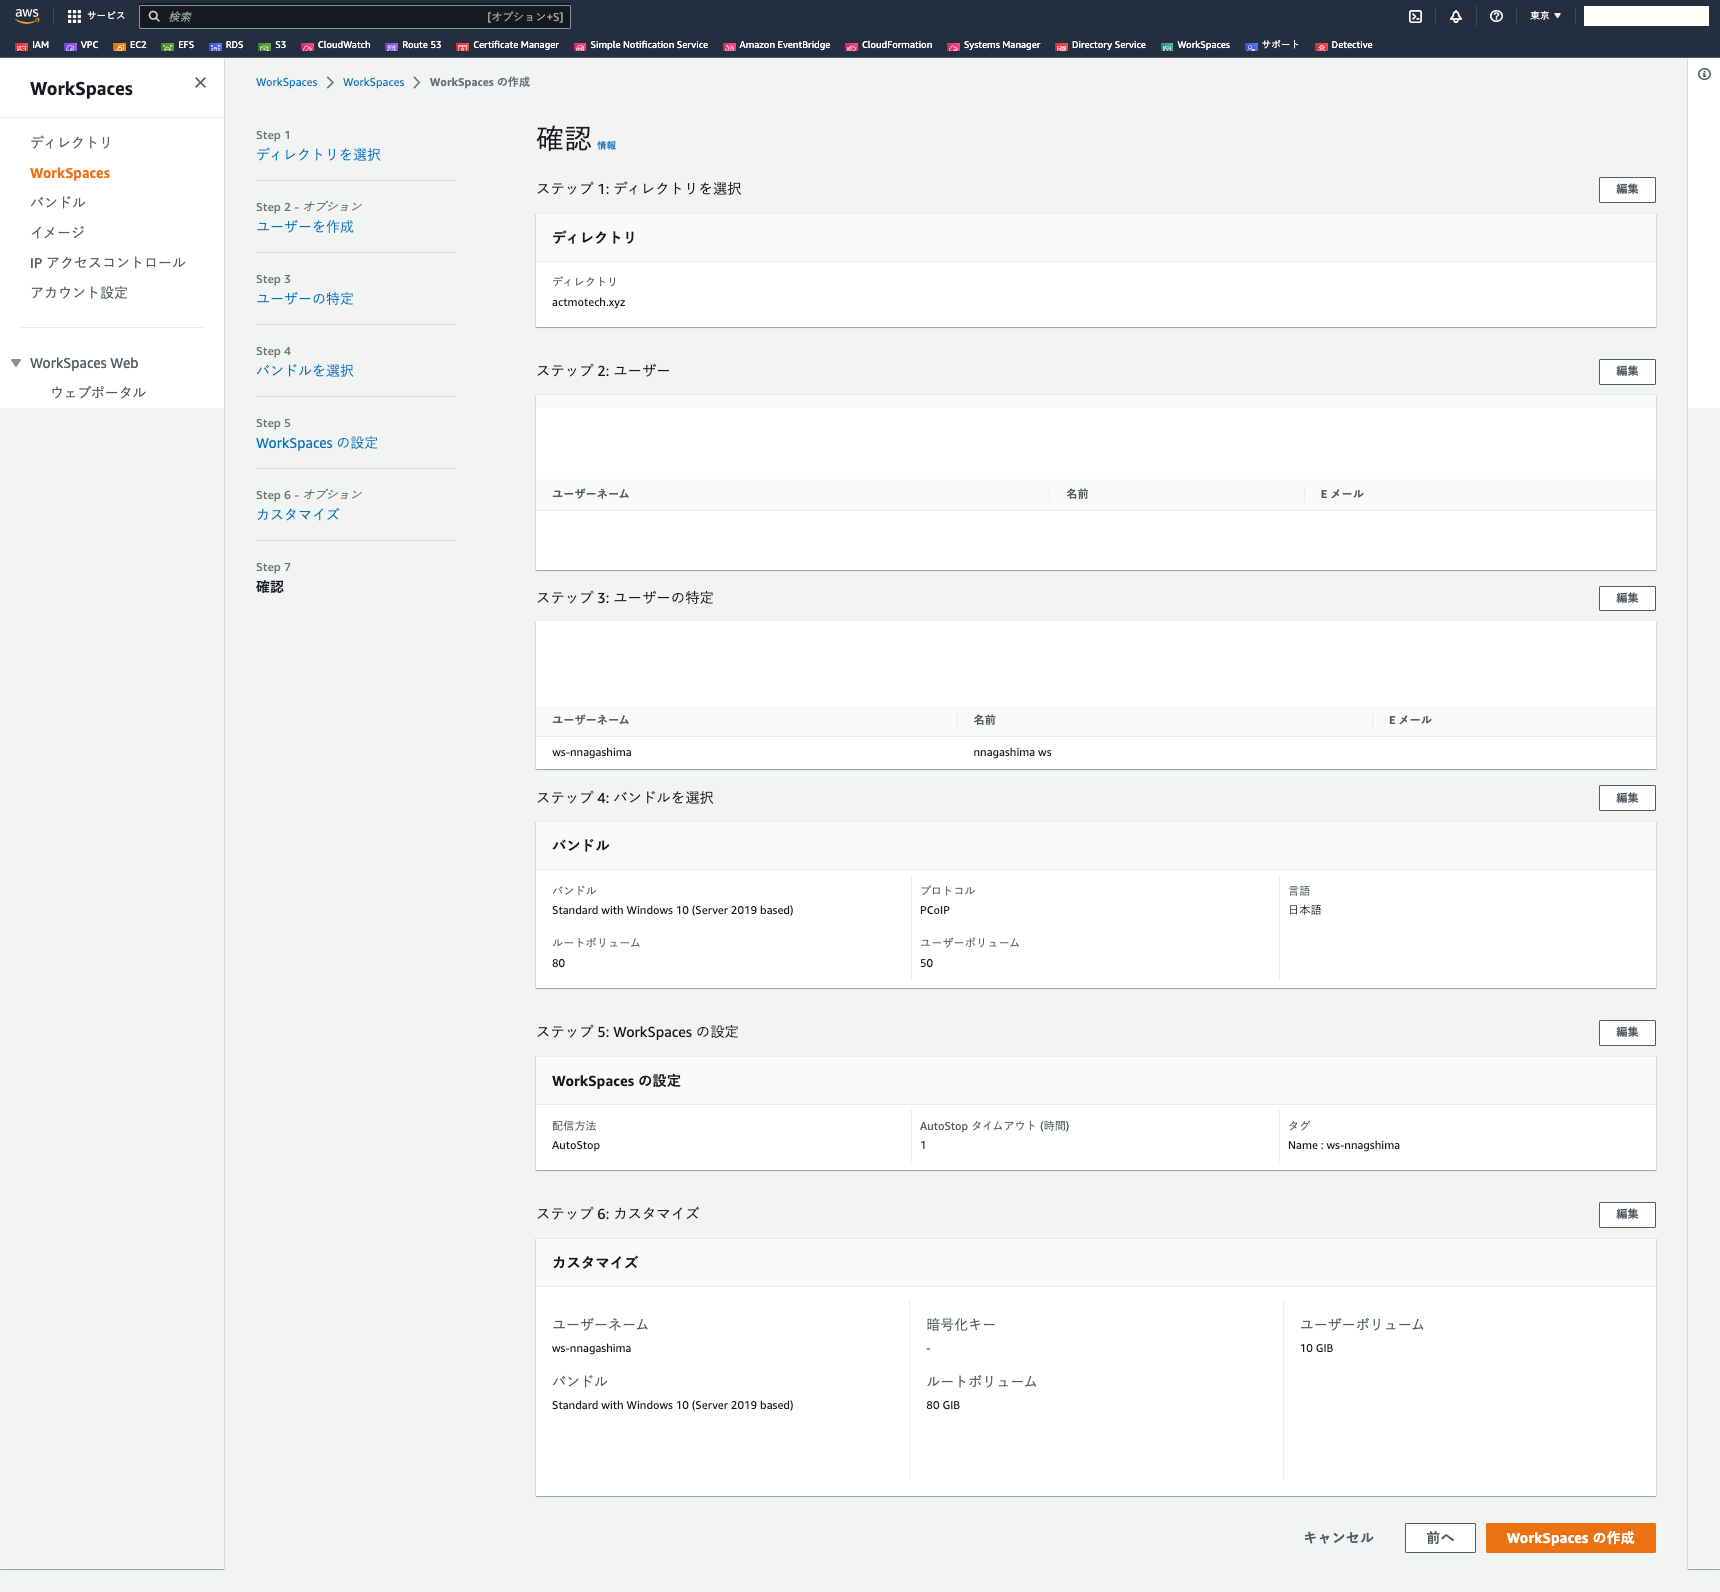 aws サービス 検索 [オプション+S] 東京 ▼
IAM VPC EC2 EFS RDS S3 CloudWatch Route 53 Certificate Manager Simple Notification Service Amazon EventBridge CloudFormation Systems Manager Directory Service WorkSpaces サポート Detective
WorkSpaces
ディレクトリ
WorkSpaces
バンドル
イメージ
IP アクセスコントロール
アカウント設定
WorkSpaces Web
ウェブポータル
WorkSpaces > WorkSpaces > WorkSpaces の作成
Step 1
ディレクトリを選択
Step 2 - オプション
ユーザーを作成
Step 3
ユーザーの特定
Step 4
バンドルを選択
Step 5
WorkSpaces の設定
Step 6 - オプション
カスタマイズ
Step 7
確認
確認 情報
ステップ 1: ディレクトリを選択 編集
ディレクトリ
ディレクトリ
actmotech.xyz
ステップ 2: ユーザー 編集
ユーザーネーム 名前 E メール
ステップ 3: ユーザーの特定 編集
ユーザーネーム 名前 E メール
ws-nnagashima nnagashima ws
ステップ 4: バンドルを選択 編集
バンドル
バンドル プロトコル 言語
Standard with Windows 10 (Server 2019 based) PCoIP 日本語
ルートボリューム ユーザーボリューム
80 50
ステップ 5: WorkSpaces の設定 編集
WorkSpaces の設定
配信方法 AutoStop タイムアウト (時間) タグ
AutoStop 1 Name : ws-nnagshima
ステップ 6: カスタマイズ 編集
カスタマイズ
ユーザーネーム 暗号化キー ユーザーボリューム
ws-nnagashima - 10 GIB
バンドル ルートボリューム
Standard with Windows 10 (Server 2019 based) 80 GIB
キャンセル 前へ WorkSpaces の作成